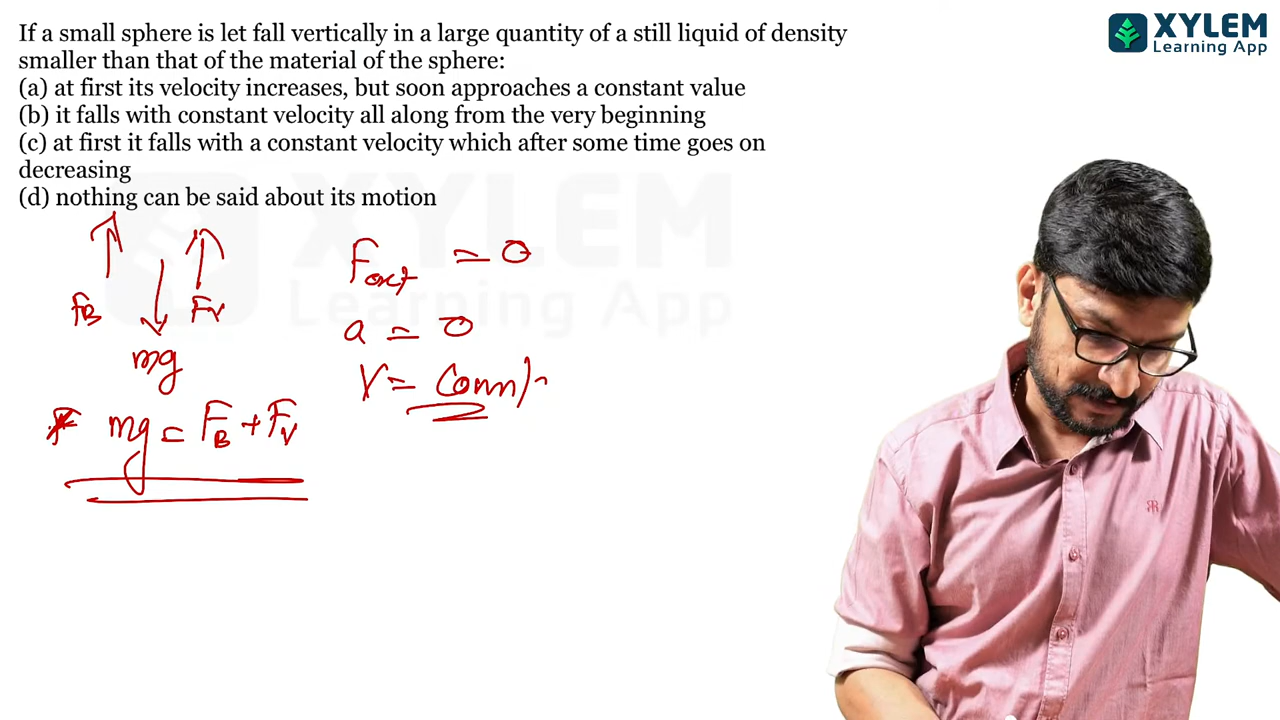 If a small sphere is let fall vertically in a large quantity of a still liquid of density
smaller than that of the material of the sphere:
(a) at first its velocity increases, but soon approaches a constant value
(b) it falls with constant velocity all along from the very beginning
(c) at first it falls with a constant velocity which after some time goes on
decreasing
(d) nothing can be said about its motion
XYLEM
Learning App
XYLEM
Learning App
FB
FV
mg
mg = FB + FV
Fext = 0
a = 0
V =